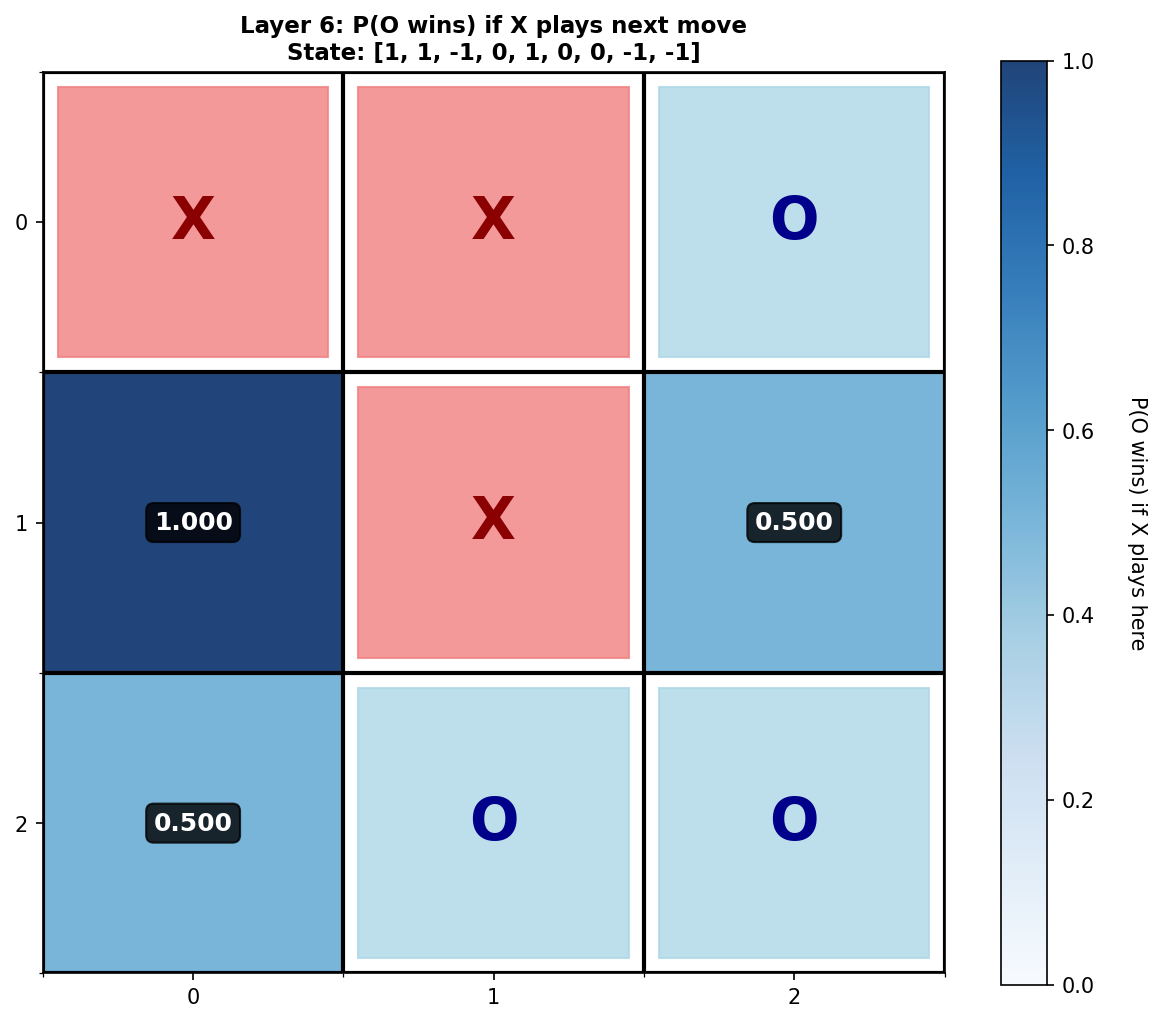 Layer 6: P(O wins) if X plays next move
State: [1, 1, -1, 0, 1, 0, 0, -1, -1]
0
X
X
O
1
1.000
X
0.500
2
0.500
O
O
0
1
2
1.0
0.8
0.6
0.4
0.2
0.0
P(O wins) if X plays here